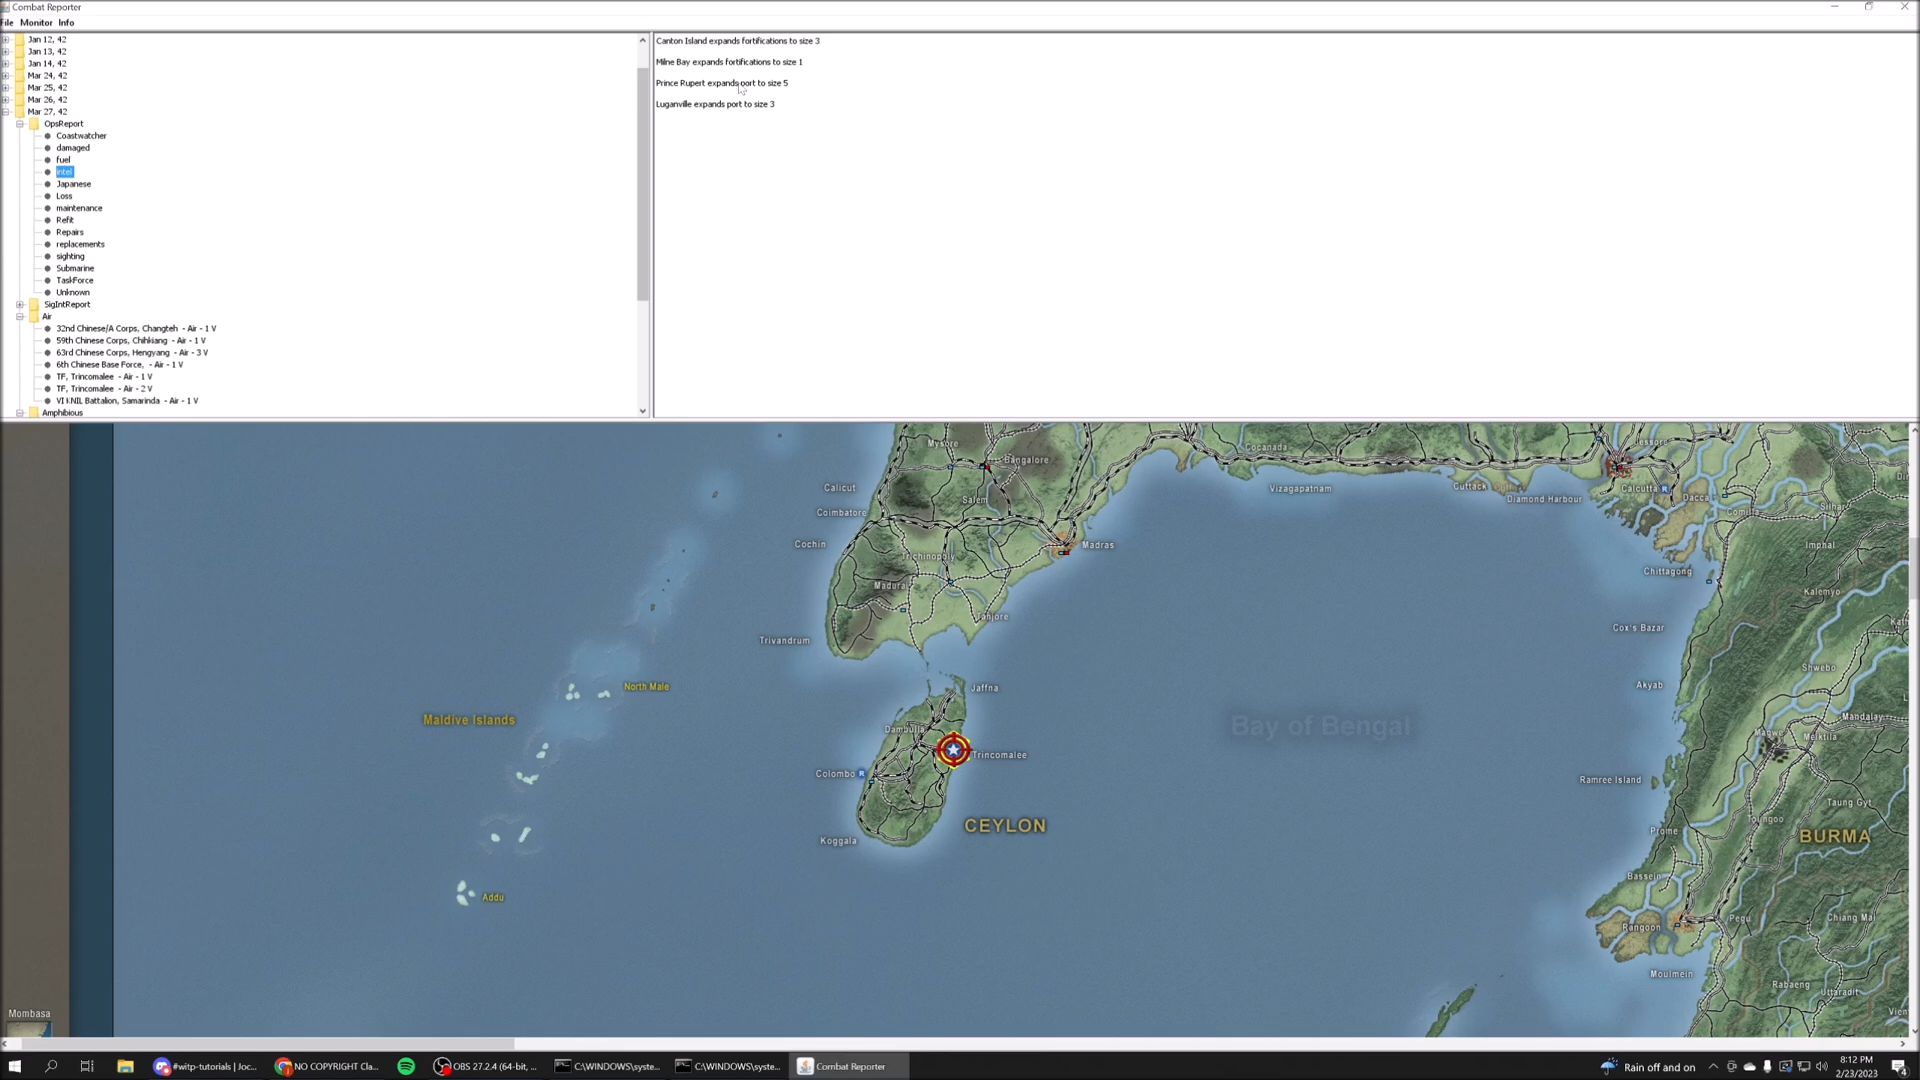 Combat Reporter
File Monitor Info
Jan 12, 42
Jan 13, 42
Jan 14, 42
Mar 24, 42
Mar 25, 42
Mar 26, 42
Mar 27, 42
OpsReport
Coastwatcher
damaged
fuel
intel
Japanese
Loss
maintenance
Refit
Repairs
replacements
sighting
Submarine
TaskForce
Unknown
SigIntReport
Air
32nd Chinese/A Corps, Changteh - Air - 1 V
59th Chinese Corps, Chihkiang - Air - 1 V
63rd Chinese Corps, Hengyang - Air - 3 V
6th Chinese Base Force, - Air - 1 V
TF, Trincomalee - Air - 1 V
TF, Trincomalee - Air - 2 V
VI KNIL Battalion, Samarinda - Air - 1 V
Amphibious
Canton Island expands fortifications to size 3
Milne Bay expands fortifications to size 1
Prince Rupert expands port to size 5
Luganville expands port to size 3
Mysore
Bangalore
Cocanada
Calicut
Salem
Vizagapatnam
Cuttack
Diamond Harbour
Calcutta R
Dacca
Comilla
Coimbatore
Cochin
Trichinopoly
Madras
Imphal
Chittagong
Madura
Kalemyo
Tanjore
Cox's Bazar
Trivandrum
Shwebo
North Male
Jaffna
Akyab
Maldive Islands
Dambulla
Bay of Bengal
Mandalay
Magwe
Meiktila
Trincomalee
Colombo R
Ramree Island
Taung Gyi
Toungoo
CEYLON
Prome
BURMA
Koggala
Bassein
Addu
Rangoon
Pegu
Chiang Mai
Moulmein
Rabaeng
Uttaradit
Vien
Mombasa
#witp-tutorials | Joc...
NO COPYRIGHT Cla...
OBS 27.2.4 (64-bit, ...
C:\WINDOWS\syste...
C:\WINDOWS\syste...
Combat Reporter
Rain off and on
8:12 PM
2/23/2023
4